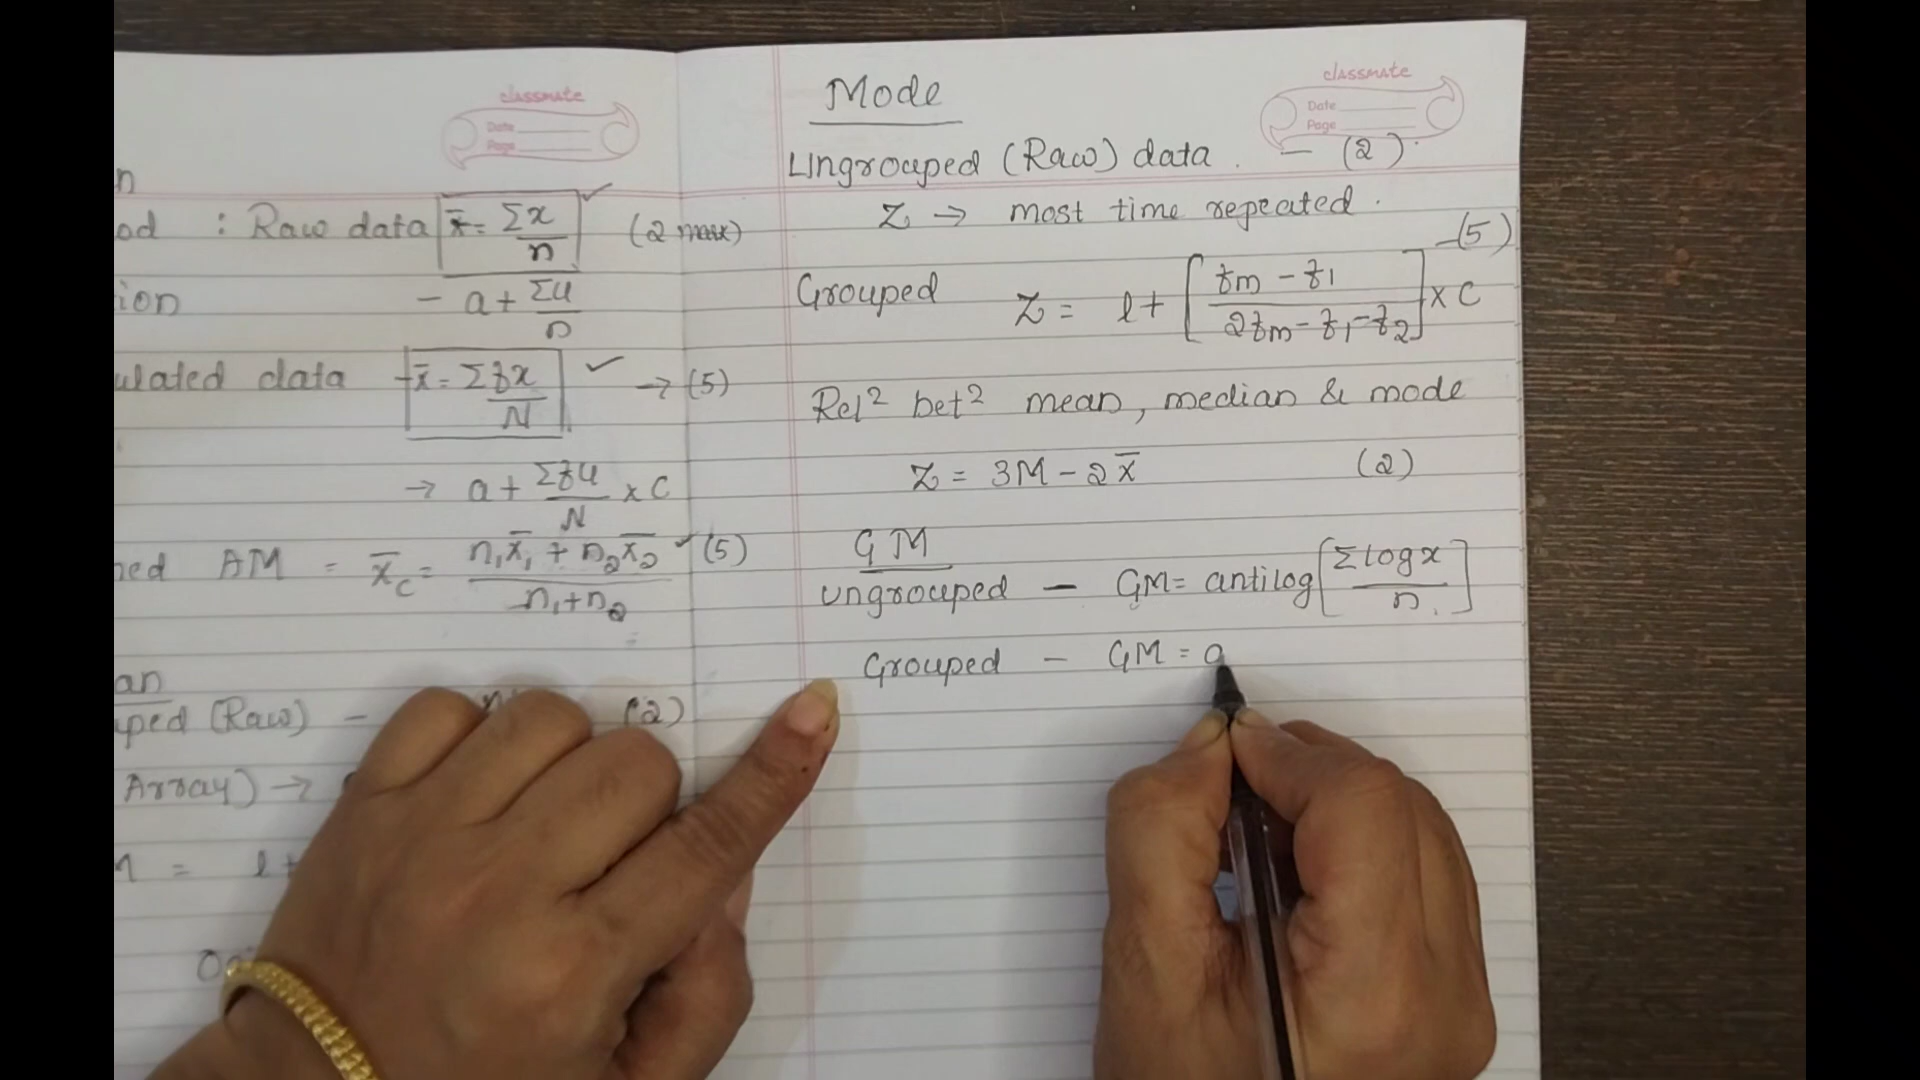 classmate
Date
Page
n
od : Raw data x̄ = Σx/n ✓ (2 mark)
ion - a + Σu/n
ulated data x̄ = Σfx/N ✓ → (5)
→ a + Σfu/N × C
ned AM = x̄c = n₁x̄₁ + n₂x̄₂ / n₁+n₂ ✓ (5)
an
uped (Raw) - (2)
Array) →
= l+
classmate
Date
Page
Mode
Ungrouped (Raw) data. - (2)
Z → most time repeated.
Grouped Z = l + [fm - f1 / 2fm - f1 - f2] × C -(5)
Rel² bet² mean, median & mode
Z = 3M - 2x̄ (2)
GM
Ungrouped - GM = antilog [Σ log x / n]
Grouped - GM = a